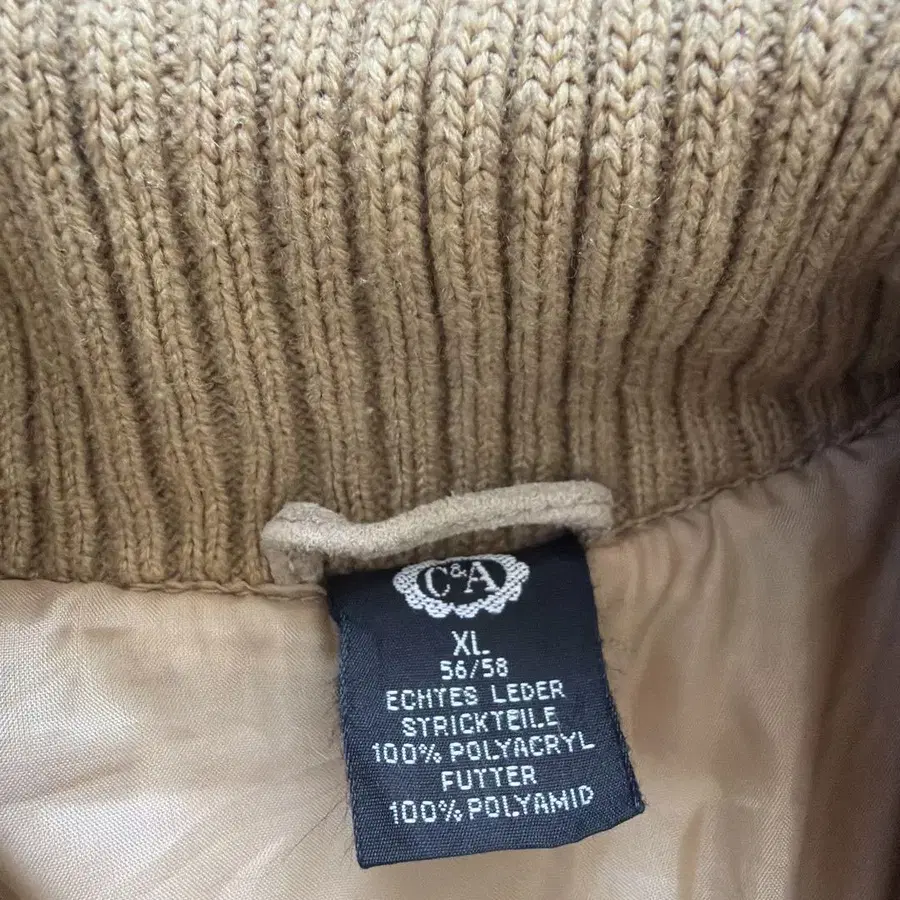 C&A
XL
56/58
ECHTES LEDER
STRICKTEILE
100% POLYACRYL
FUTTER
100% POLYAMID